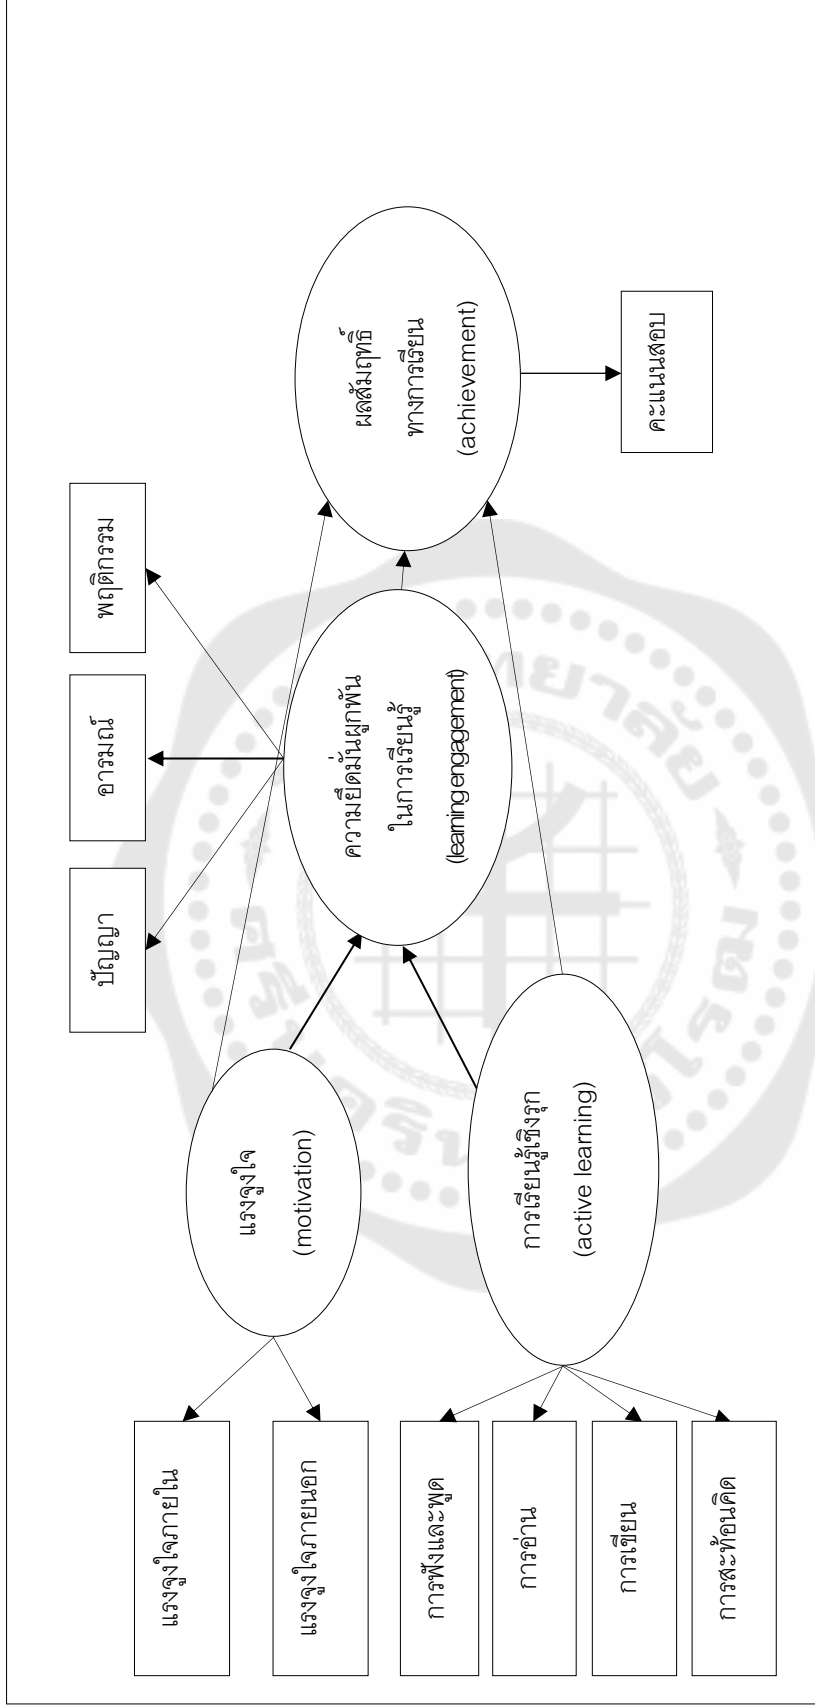 แรงจูงใจภายใน
แรงจูงใจภายนอก
การฟังและพูด
การอ่าน
การเขียน
การสะท้อนคิด
แรงจูงใจ
(motivation)
การเรียนรู้เชิงรุก
(active learning)
ปัญญา
อารมณ์
พฤติกรรม
ความยึดมั่นผูกพัน
ในการเรียนรู้
(learning engagement)
ผลสัมฤทธิ์
ทางการเรียน
(achievement)
คะแนนสอบ